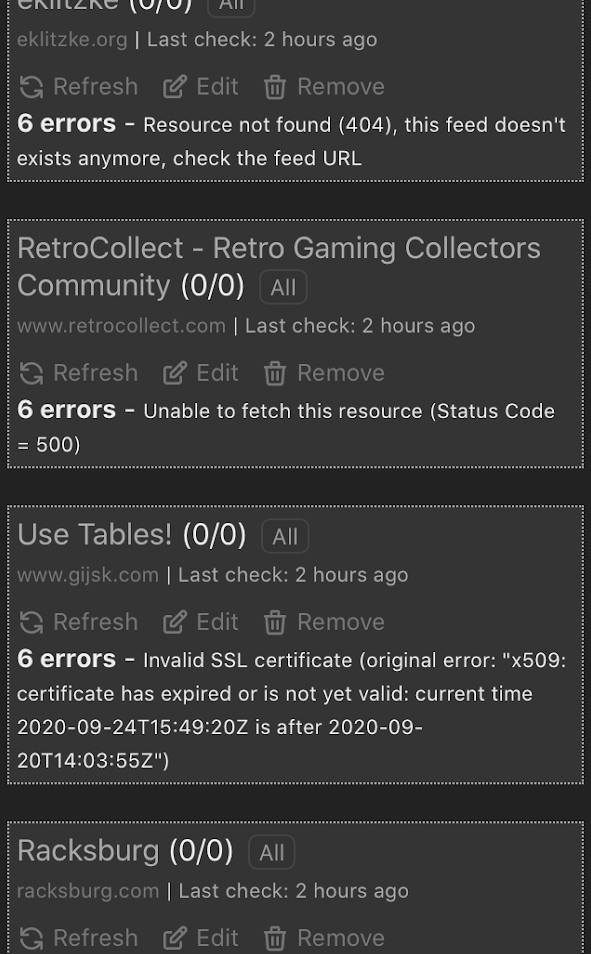 eklitzke (0/0) All
eklitzke.org | Last check: 2 hours ago
Refresh Edit Remove
6 errors - Resource not found (404), this feed doesn't
exists anymore, check the feed URL
RetroCollect - Retro Gaming Collectors
Community (0/0) All
www.retrocollect.com | Last check: 2 hours ago
Refresh Edit Remove
6 errors - Unable to fetch this resource (Status Code
= 500)
Use Tables! (0/0) All
www.gijsk.com | Last check: 2 hours ago
Refresh Edit Remove
6 errors - Invalid SSL certificate (original error: "x509:
certificate has expired or is not yet valid: current time
2020-09-24T15:49:20Z is after 2020-09-
20T14:03:55Z")
Racksburg (0/0) All
racksburg.com | Last check: 2 hours ago
Refresh Edit Remove